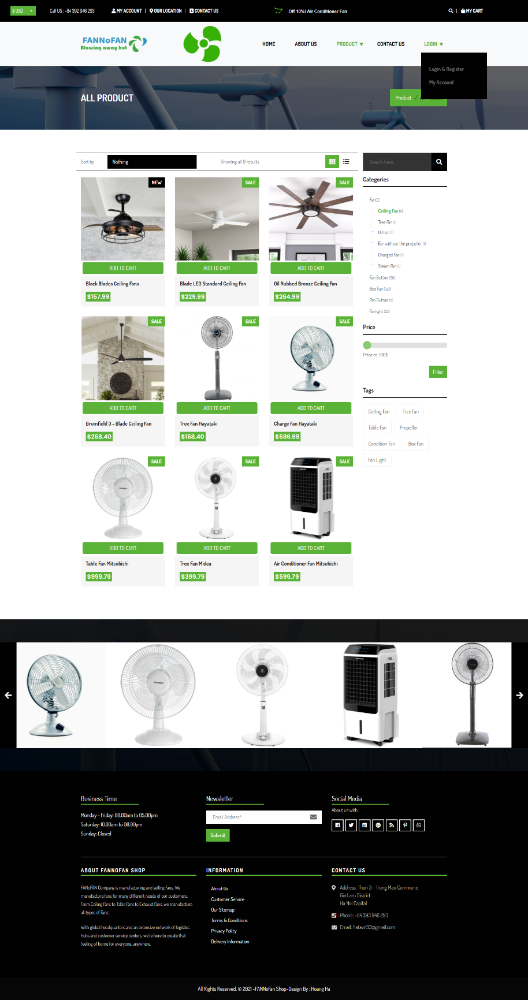 $ USD
Call US : +84 392 946 293
MY ACCOUNT | OUR LOCATION | CONTACT US
Off 10%! Air Conditioner Fan
MY CART
FANNoFAN
Blowing away hot
HOME
ABOUT US
PRODUCT
CONTACT US
LOGIN
Login & Register
My Account
ALL PRODUCT
Product /
Sort by
Nothing
Showing all 9 results
Search here..
NEW
SALE
SALE
ADD TO CART
ADD TO CART
ADD TO CART
Black Blades Ceiling Fans
Blade LED Standard Ceiling Fan
Oil Rubbed Bronze Ceiling Fan
$157.99
$229.99
$264.99
SALE
SALE
SALE
ADD TO CART
ADD TO CART
ADD TO CART
Brumfield 3 - Blade Ceiling Fan
Tree Fan Hayataki
Charge Fan Hayataki
$258.40
$158.40
$599.99
SALE
SALE
SALE
ADD TO CART
ADD TO CART
ADD TO CART
Table Fan Mitsubishi
Tree Fan Midea
Air Conditioner Fan Mitsubishi
$999.79
$399.79
$599.79
Categories
Ceiling Fan (4)
Tree Fan (1)
Oil Fan (1)
Fan without the propeller (1)
Charged Fan (1)
Steam Fan (1)
Fan Button (56)
Box Fan
Fan Button (11)
Fanlight (22)
Price
Price to: 100$
Filter
Tags
Ceiling Fan
Tree Fan
Table Fan
Propeller
Condition Fan
Box Fan
Fan Light
Business Time
Monday - Friday: 08.00am to 05.00pm
Saturday: 10.00am to 08.00pm
Sunday: Closed
Newsletter
Email Address*
Submit
Social Media
About us with
ABOUT FANNOFAN SHOP
FANoFAN Company is manufacturing and selling Fans. We
manufacture fans for many different needs of our customers.
From Ceiling Fans to Table Fans to Exhaust Fans, we manufacture
all types of Fans.
With global headquarters and an extensive network of logistics
hubs and customer service centers, we're here to create that
feeling of home for everyone, anywhere.
INFORMATION
About Us
Customer Service
Our Sitemap
Terms & Conditions
Privacy Policy
Delivery Information
CONTACT US
Address: Thon 3 - Trung Mau Commune
Gia Lam District
Ha Noi Capital
Phone: +84 393 946 293
Email: hatavn93@gmail.com
All Rights Reserved. © 2021 -FANNoFan Shop-Design By : Hoang Ha